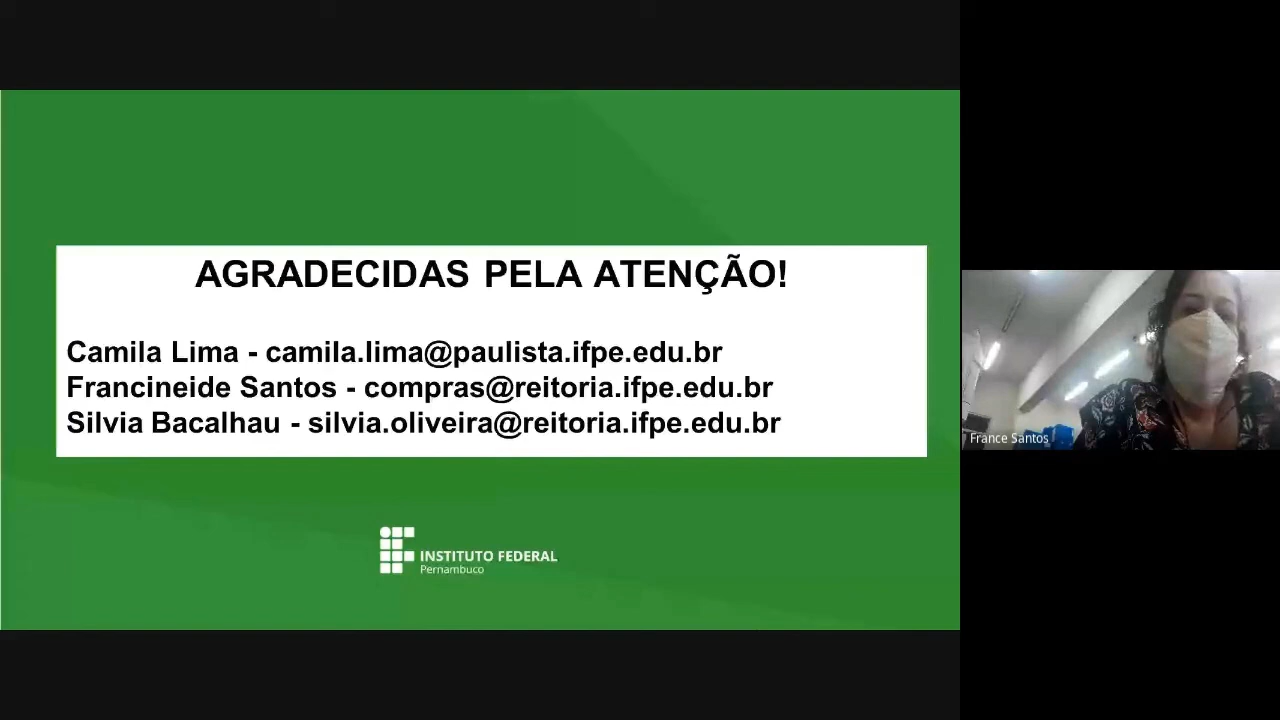 AGRADECIDAS PELA ATENÇÃO!
Camila Lima - camila.lima@paulista.ifpe.edu.br
Francineide Santos - compras@reitoria.ifpe.edu.br
Silvia Bacalhau - silvia.oliveira@reitoria.ifpe.edu.br
INSTITUTO FEDERAL
Pernambuco
France Santos